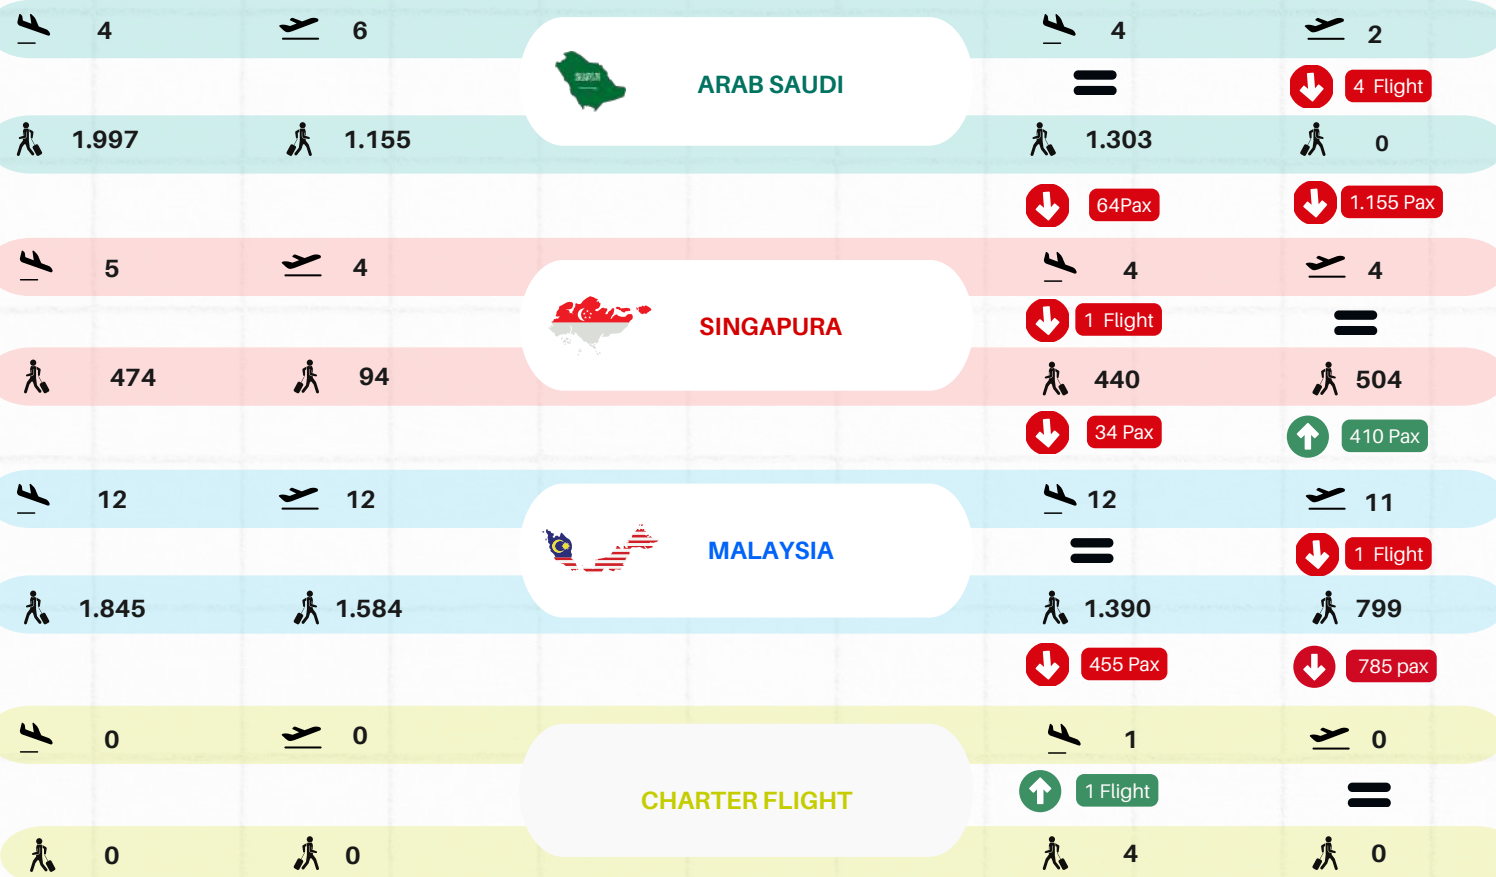 4 6 4 2
ARAB SAUDI
4 Flight
1.997 1.155 1.303 0
64Pax 1.155 Pax
5 4 4 4
SINGAPURA
1 Flight
474 94 440 504
34 Pax 410 Pax
12 12 12 11
MALAYSIA
1 Flight
1.845 1.584 1.390 799
455 Pax 785 pax
0 0 1 0
CHARTER FLIGHT
1 Flight
0 0 4 0